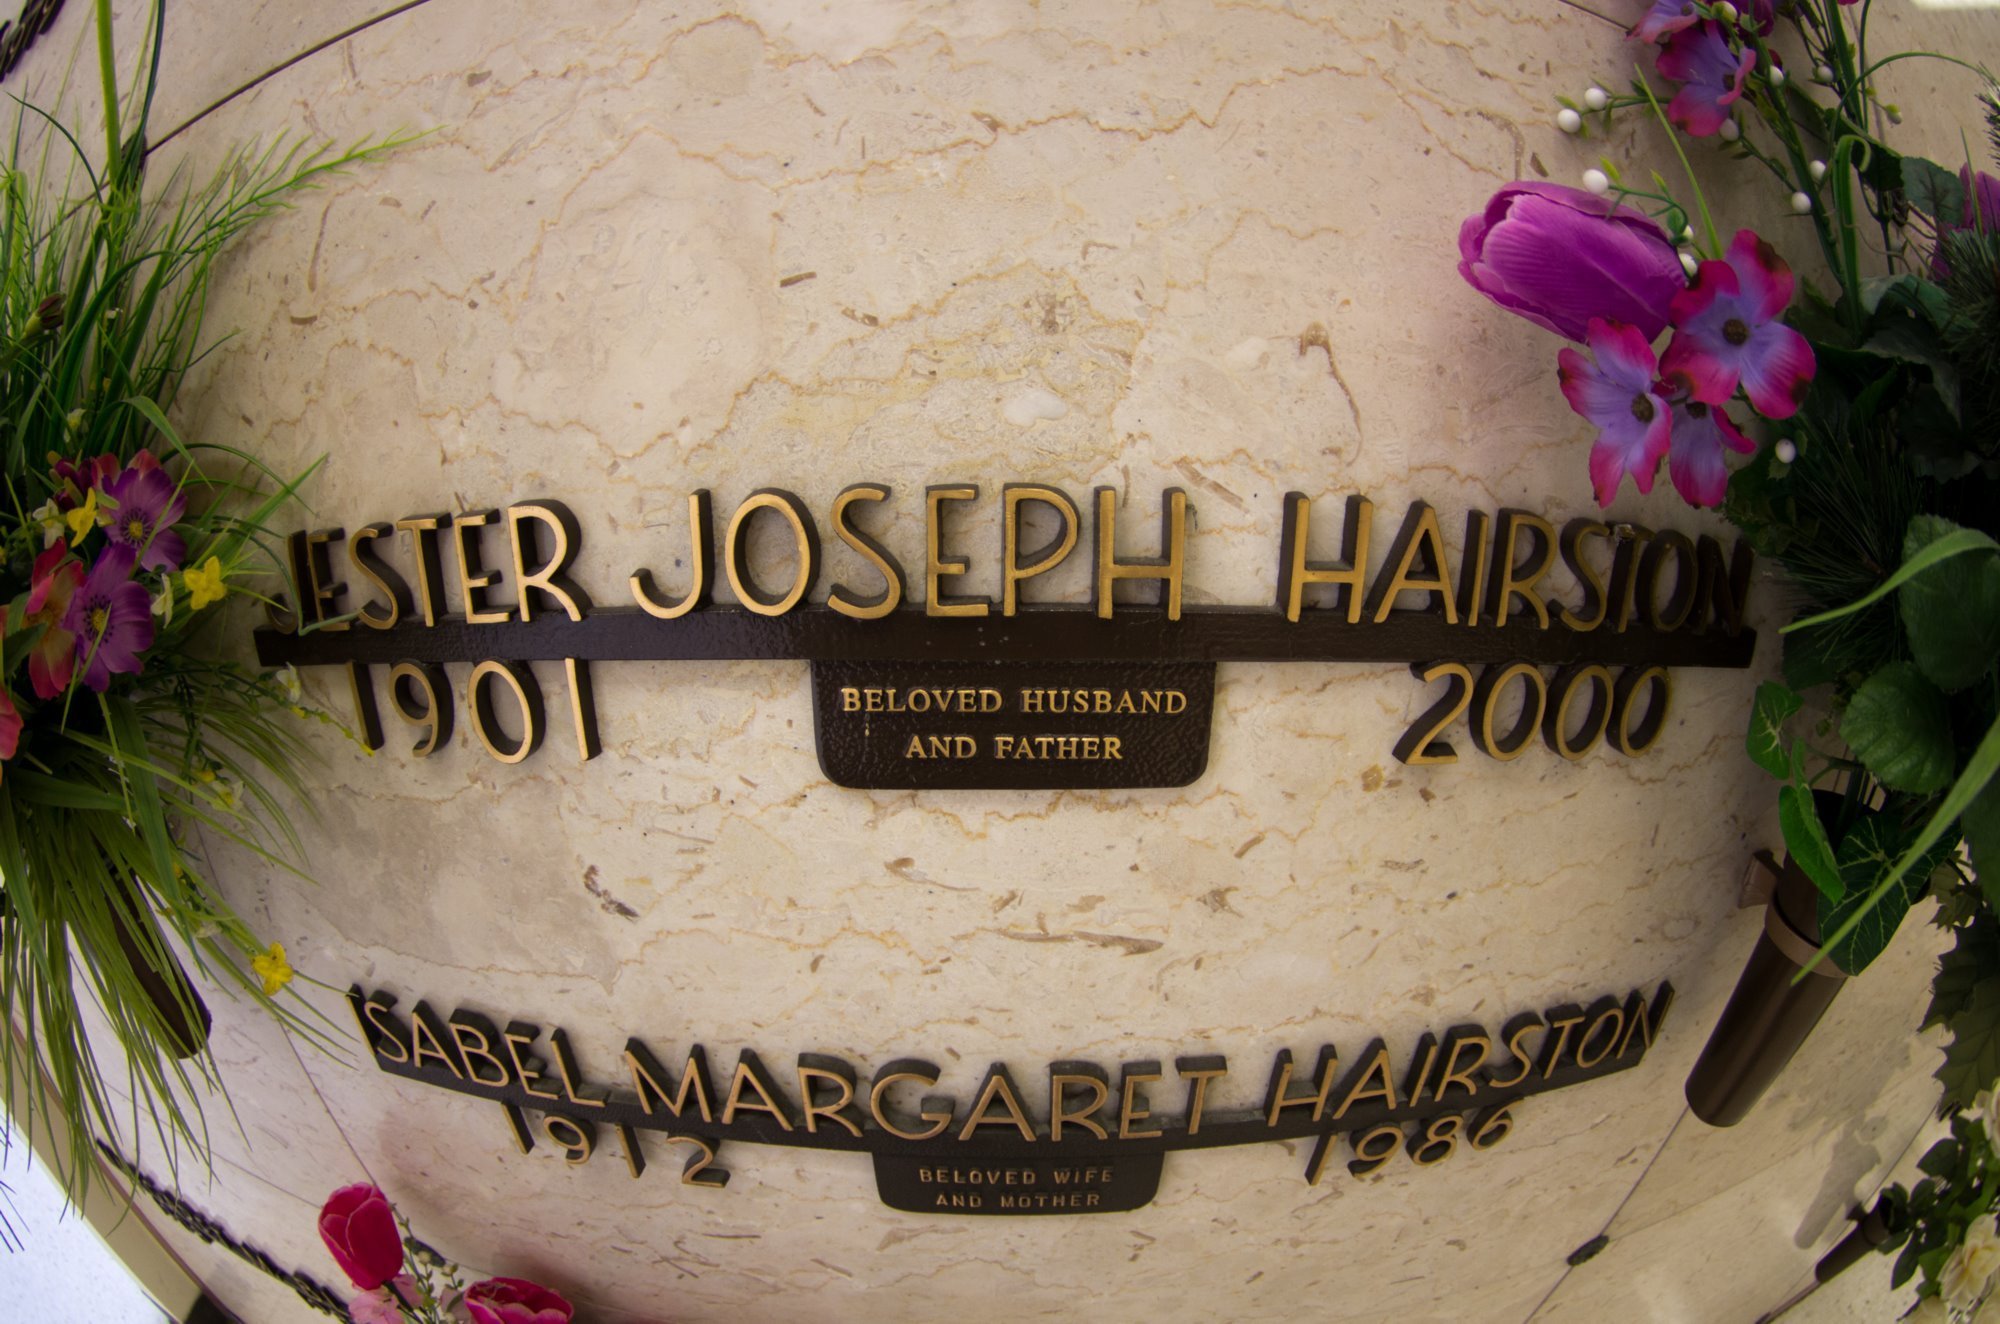 JESTER JOSEPH HAIRSTON
1901 2000
BELOVED HUSBAND
AND FATHER
ISABEL MARGARET HAIRSTON
1912 1986
BELOVED WIFE
AND MOTHER